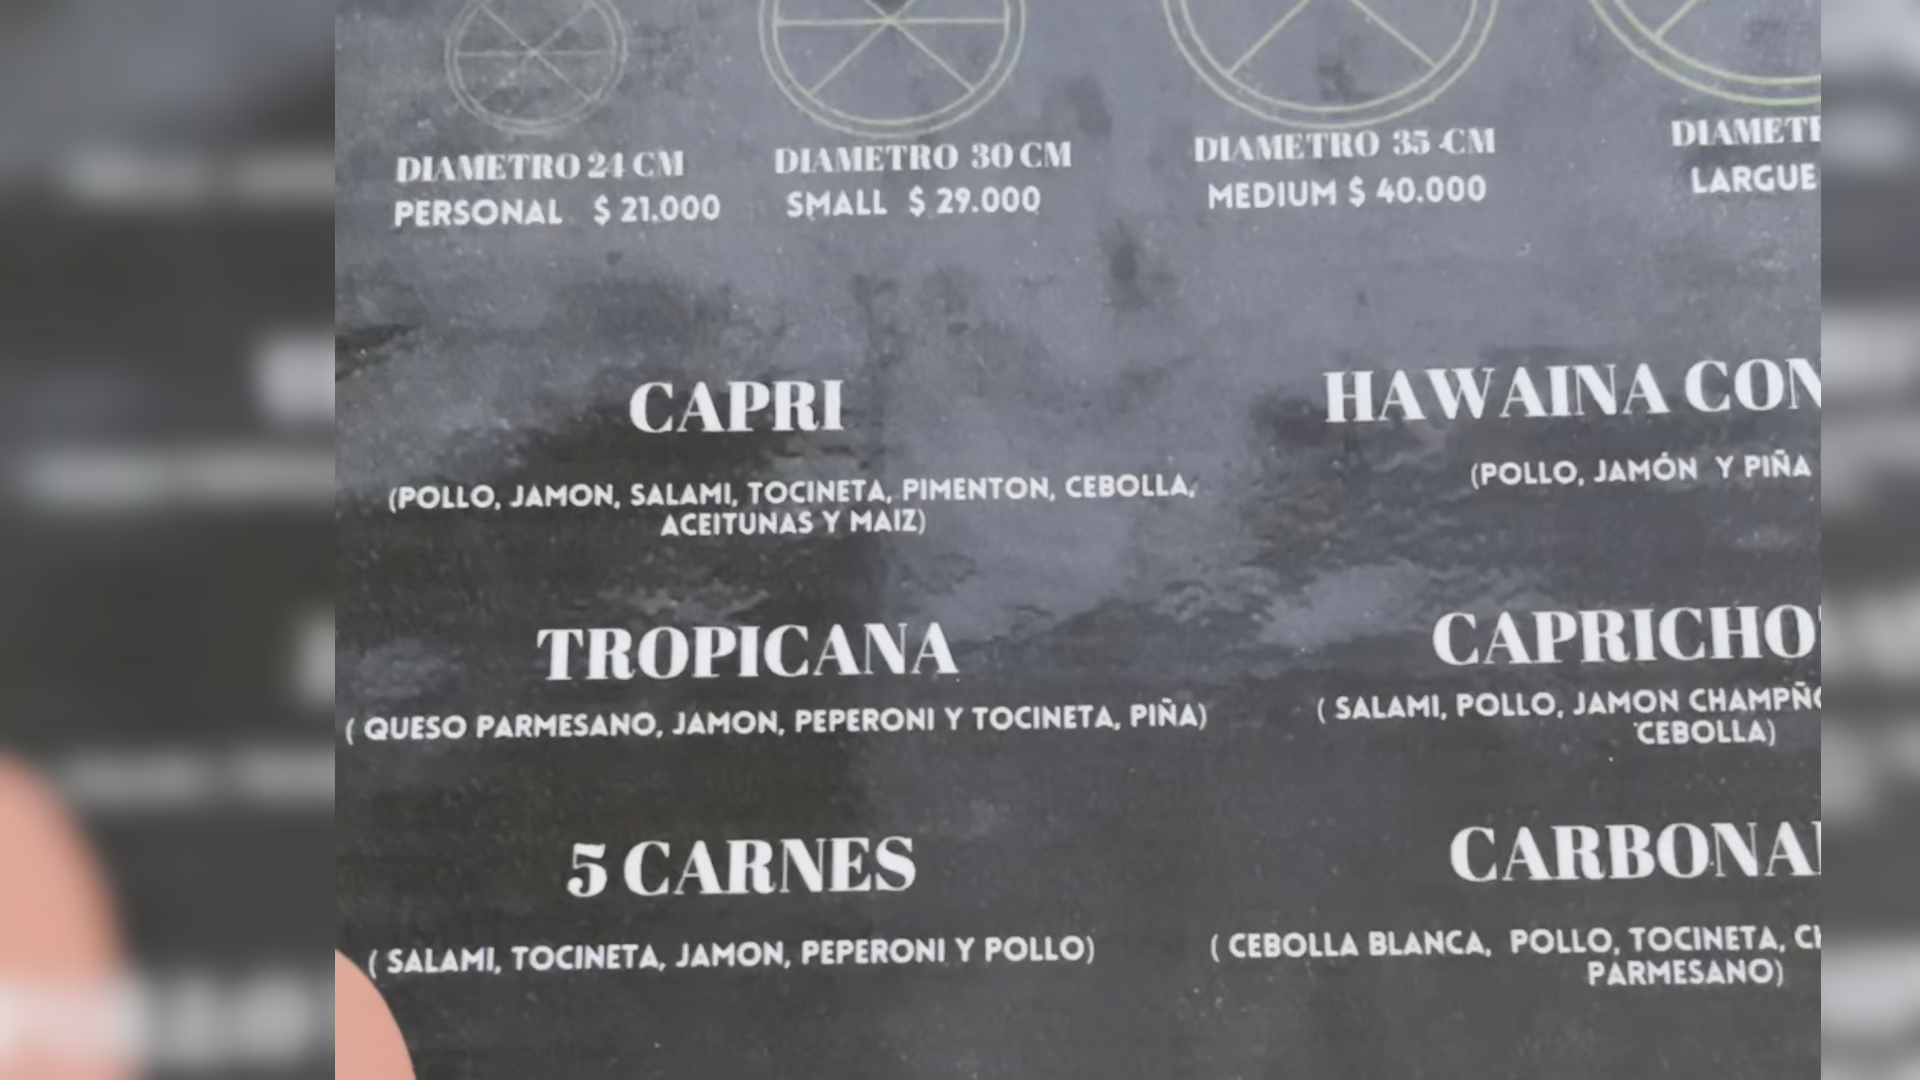 DIAMETRO 24 CM
PERSONAL $ 21.000
DIAMETRO 30 CM
SMALL $ 29.000
DIAMETRO 35 CM
MEDIUM $ 40.000
LARGUE
CAPRI
(POLLO, JAMON, SALAMI, TOCINETA, PIMENTON, CEBOLLA,
ACEITUNAS Y MAIZ)
HAWAINA CON
(POLLO, JAMÓN Y PIÑA
TROPICANA
( QUESO PARMESANO, JAMON, PEPERONI Y TOCINETA, PIÑA)
( SALAMI, POLLO, JAMON
CEBOLLA)
5 CARNES
( SALAMI, TOCINETA, JAMON, PEPERONI Y POLLO)
( CEBOLLA BLANCA, POLLO, TOCINETA,
PARMESANO)